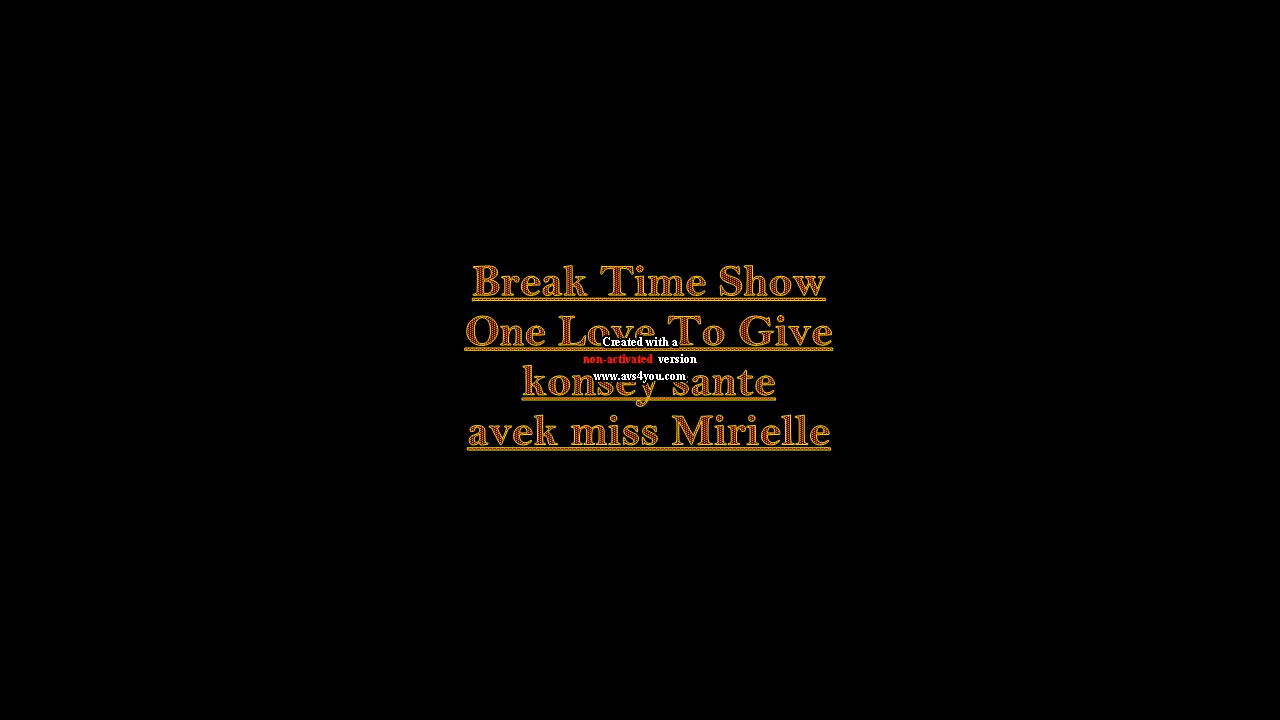 Break Time Show
One Love To Give
Created with a
non-activated version
www.avs4you.com
konsey sante
avek miss Mirielle